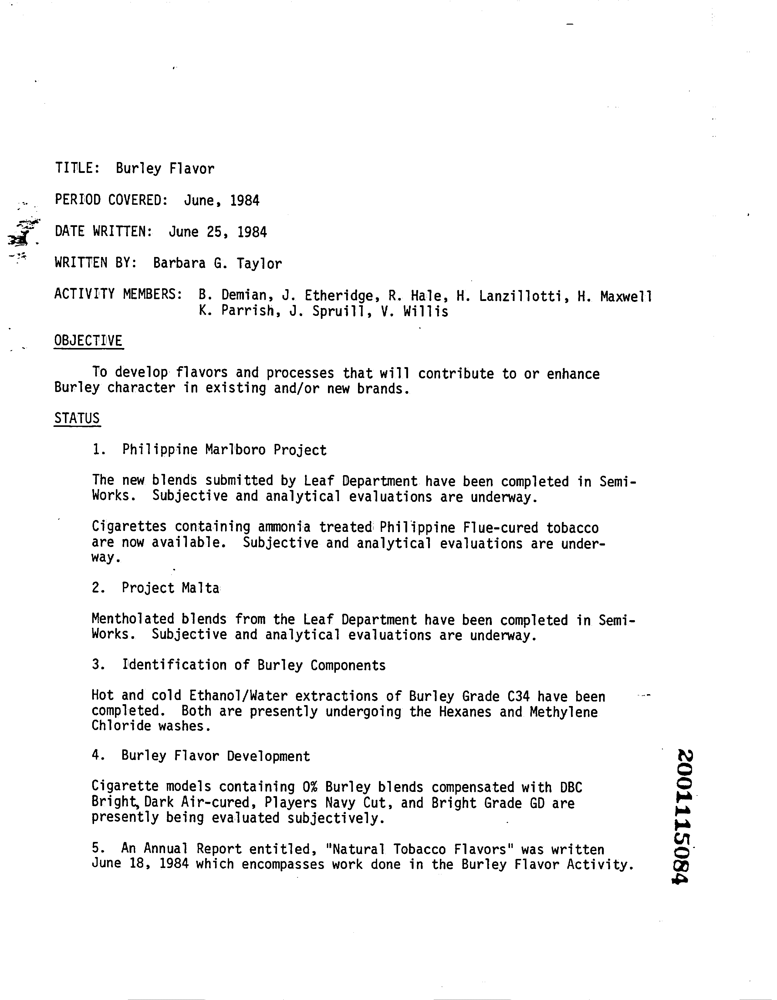 TITLE: Burley Flavor
PERIOD COVERED: June, 1984
DATE WRITTEN: June 25, 1984
WRITTEN BY: Barbara G. Taylor
ACTIVITY MEMBERS: B. Demian, J. Etheridge, R. Hale, H. Lanzillotti, H. Maxwell
K. Parrish, J. Spruill, V. Willis
OBJECTIVE
To develop flavors and processes that will contribute to or enhance
Burley character in existing and/or new brands.
STATUS
1. Philippine Marlboro Project
The new blends submitted by Leaf Department have been completed in Semi-
Works. Subjective and analytical evaluations are underway.
Cigarettes containing ammonia treated Philippine Flue-cured tobacco
are now available. Subjective and analytical evaluations are under-
way.
2. Project Malta
Mentholated blends from the Leaf Department have been completed in Semi-
Works. Subjective and analytical evaluations are underway.
3. Identification of Burley Components
Hot and cold Ethanol/Water extractions of Burley Grade C34 have been
completed. Both are presently undergoing the Hexanes and Methylene
Chloride washes.
4. Burley Flavor Development
Cigarette models containing 0% Burley blends compensated with DBC
Bright, Dark Air-cured, Players Navy Cut, and Bright Grade GD are
presently being evaluated subjectively.
5. An Annual Report entitled, "Natural Tobacco Flavors" was written
June 18, 1984 which encompasses work done in the Burley Flavor Activity.
2001115084